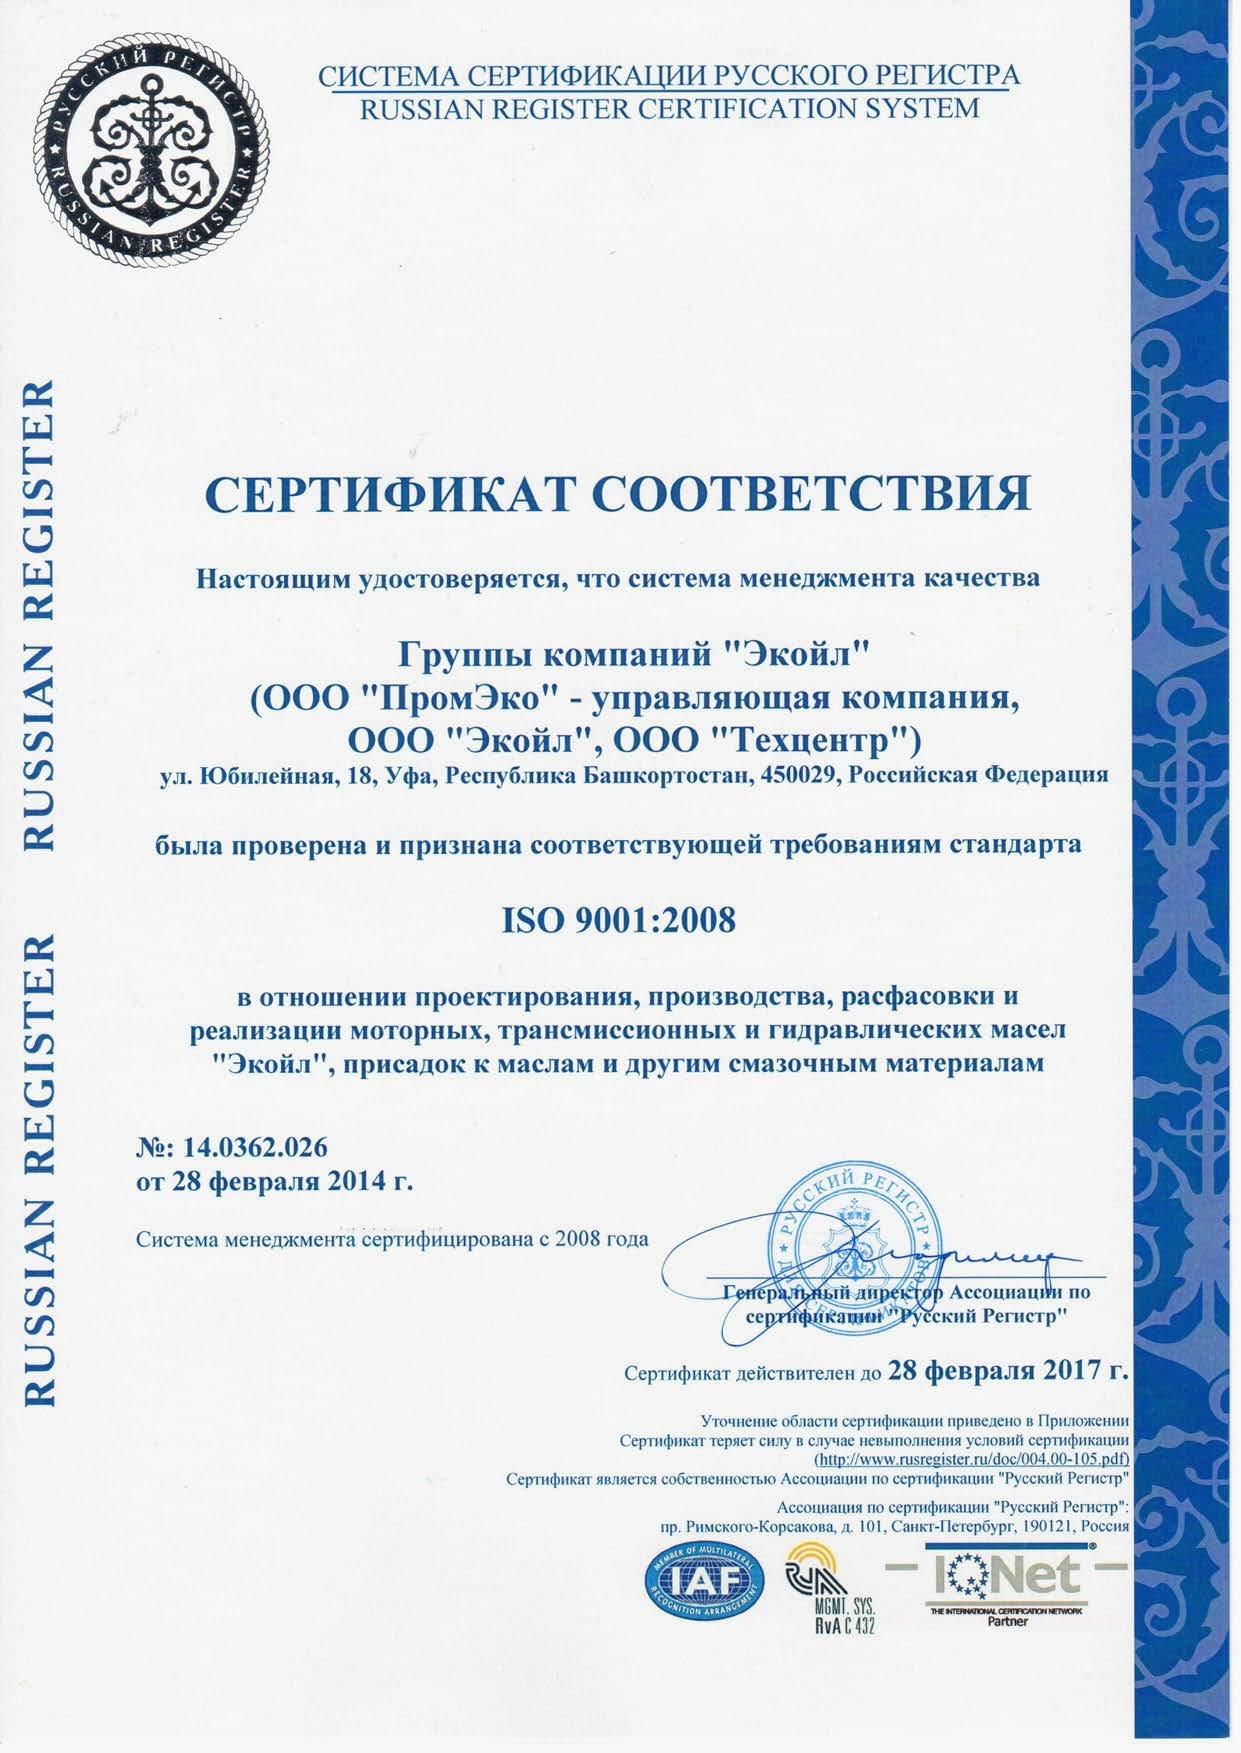 РУССКИЙ РЕГИСТР
RUSSIAN REGISTER
СИСТЕМА СЕРТИФИКАЦИИ РУССКОГО РЕГИСТРА
RUSSIAN REGISTER CERTIFICATION SYSTEM
RUSSIAN REGISTER RUSSIAN REGISTER
СЕРТИФИКАТ СООТВЕТСТВИЯ
Настоящим удостоверяется, что система менеджмента качества
Группы компаний "Экойл"
(ООО "ПромЭко" - управляющая компания,
ООО "Экойл", ООО "Техцентр")
ул. Юбилейная, 18, Уфа, Республика Башкортостан, 450029, Российская Федерация
была проверена и признана соответствующей требованиям стандарта
ISO 9001:2008
в отношении проектирования, производства, расфасовки и
реализации моторных, трансмиссионных и гидравлических масел
"Экойл", присадок к маслам и другим смазочным материалам
№: 14.0362.026
от 28 февраля 2014 г.
Система менеджмента сертифицирована с 2008 года
РУССКИЙ РЕГИСТР
Генеральный директор Ассоциации по
сертификации "Русский Регистр"
Сертификат действителен до 28 февраля 2017 г.
Уточнение области сертификации приведено в Приложении
Сертификат теряет силу в случае невыполнения условий сертификации
(http://www.rusregister.ru/doc/004.00-105.pdf)
Сертификат является собственностью Ассоциации по сертификации "Русский Регистр"
Ассоциация по сертификации "Русский Регистр":
пр. Римского-Корсакова, д. 101, Санкт-Петербург, 190121, Россия
MEMBER OF MULTILATERAL
IAF
RECOGNITION ARRANGEMENT
MGMT. SYS.
RvA C 432
IQNet
THE INTERNATIONAL CERTIFICATION NETWORK
Partner